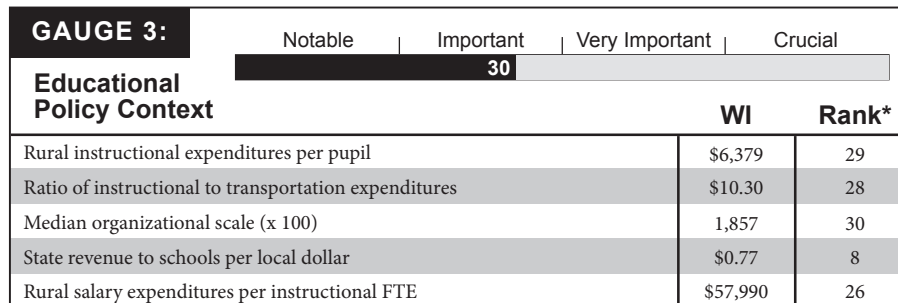 GAUGE 3:
Notable Important Very Important Crucial
30
Educational
Policy Context
WI Rank*
Rural instructional expenditures per pupil $6,379 29
Ratio of instructional to transportation expenditures $10.30 28
Median organizational scale (x 100) 1,857 30
State revenue to schools per local dollar $0.77 8
Rural salary expenditures per instructional FTE $57,990 26